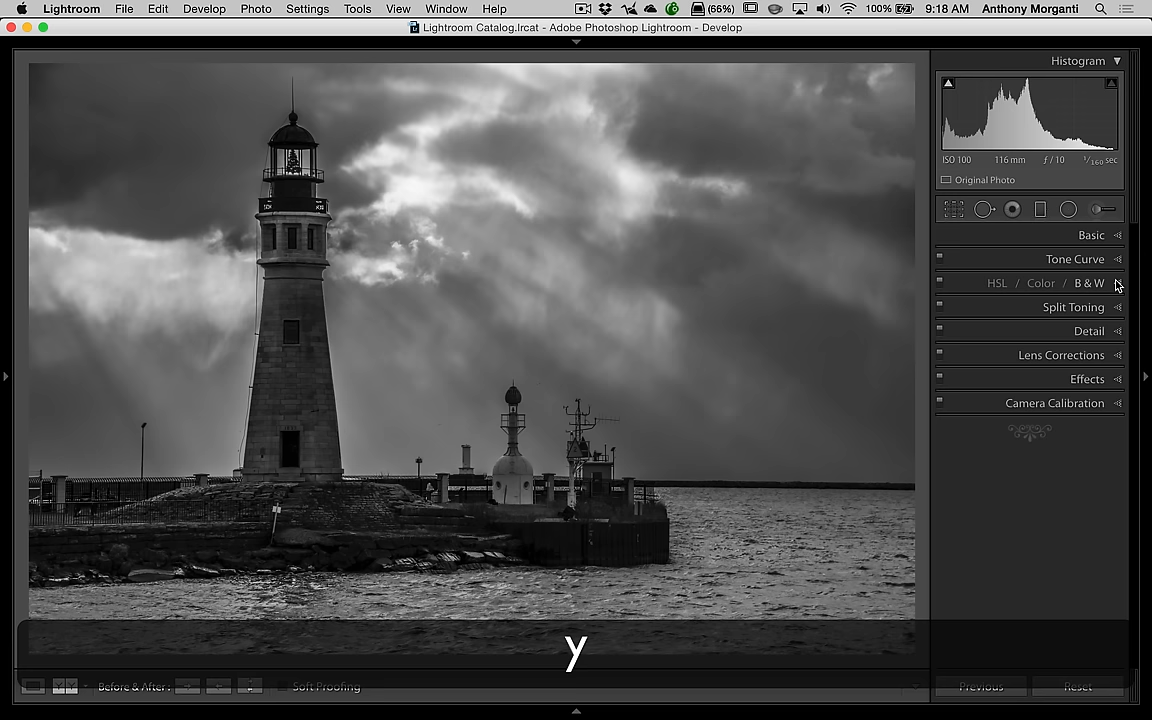 Lightroom File Edit Develop Photo Settings Tools View Window Help (66%) 100% 9:18 AM Anthony Morganti
Lightroom Catalog.lrcat - Adobe Photoshop Lightroom - Develop
Histogram
ISO 100 116 mm ƒ / 10 1/160 sec
Original Photo
Basic
Tone Curve
HSL / Color / B & W
Split Toning
Detail
Lens Corrections
Effects
Camera Calibration
y
Y Y Before & After : Soft Proofing Previous Reset